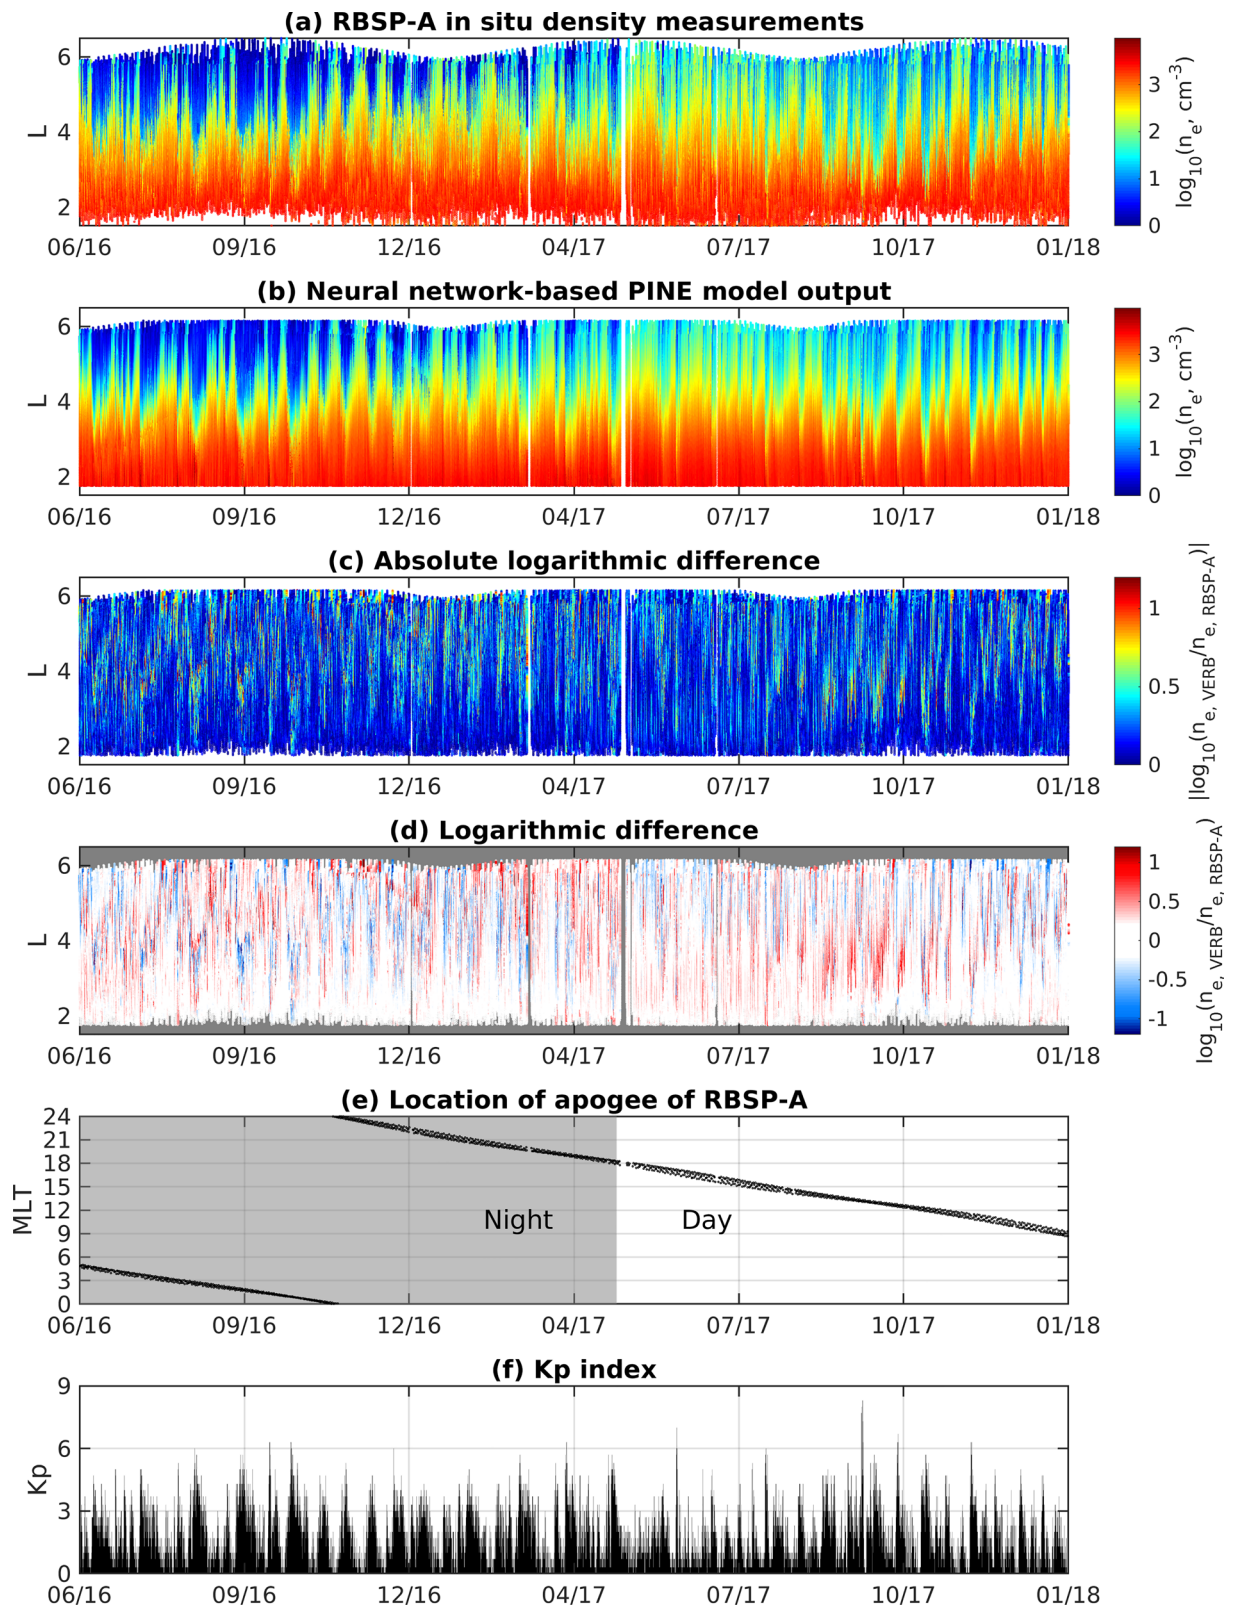 (a) RBSP-A in situ density measurements
6
4
2
L
06/16 09/16 12/16 04/17 07/17 10/17 01/18
3
2
1
0
log10(ne, cm-3)
(b) Neural network-based PINE model output
6
4
2
L
06/16 09/16 12/16 04/17 07/17 10/17 01/18
3
2
1
0
log10(ne, cm-3)
(c) Absolute logarithmic difference
6
4
2
L
06/16 09/16 12/16 04/17 07/17 10/17 01/18
1
0.5
0
|log10(ne, VERB/ne, RBSP-A)|
(d) Logarithmic difference
6
4
2
L
06/16 09/16 12/16 04/17 07/17 10/17 01/18
1
0.5
0
-0.5
-1
log10(ne, VERB/ne, RBSP-A)
(e) Location of apogee of RBSP-A
24
21
18
15
12
9
6
3
0
MLT
Night Day
06/16 09/16 12/16 04/17 07/17 10/17 01/18
(f) Kp index
9
6
3
0
Kp
06/16 09/16 12/16 04/17 07/17 10/17 01/18